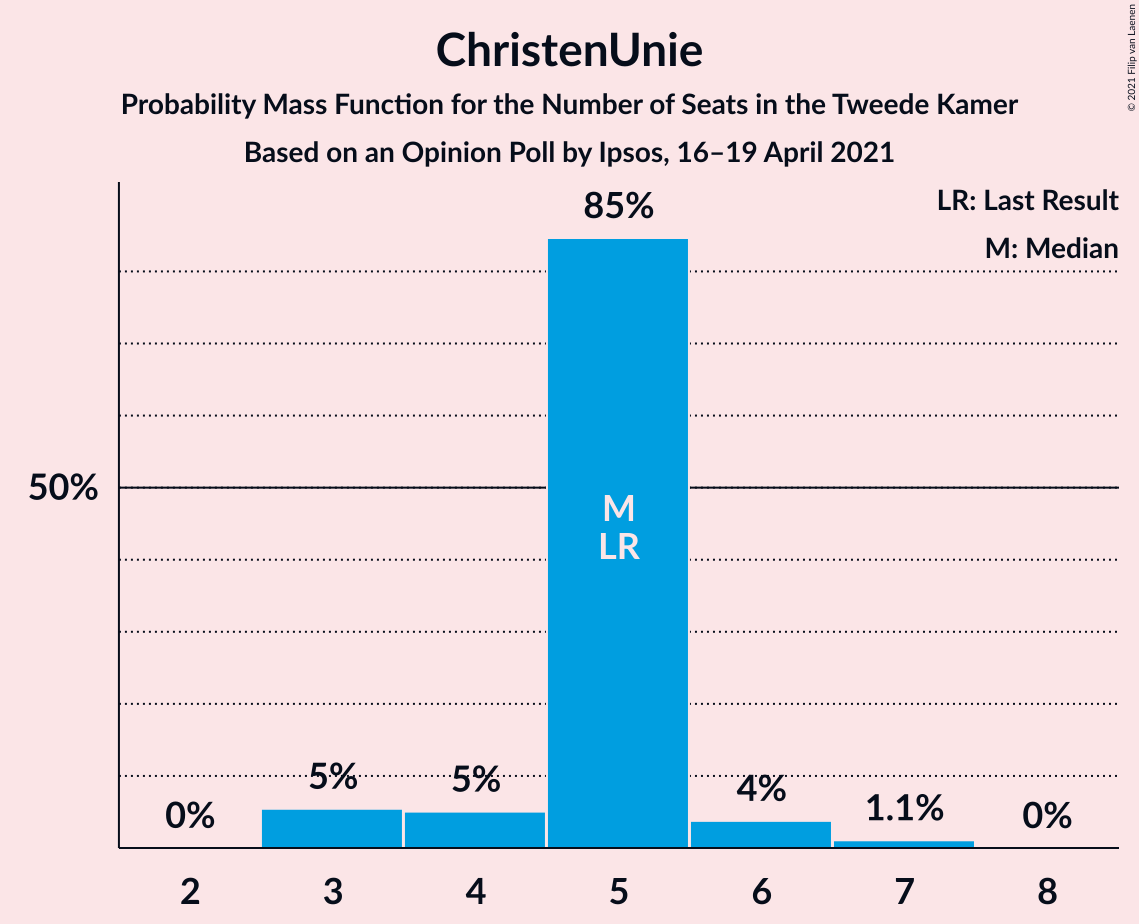 ChristenUnie
Probability Mass Function for the Number of Seats in the Tweede Kamer
Based on an Opinion Poll by Ipsos, 16–19 April 2021
© 2021 Filip van Laenen
LR: Last Result
M: Median
85%
50%
M
LR
5%
5%
4%
1.1%
0%
0%
2 3 4 5 6 7 8